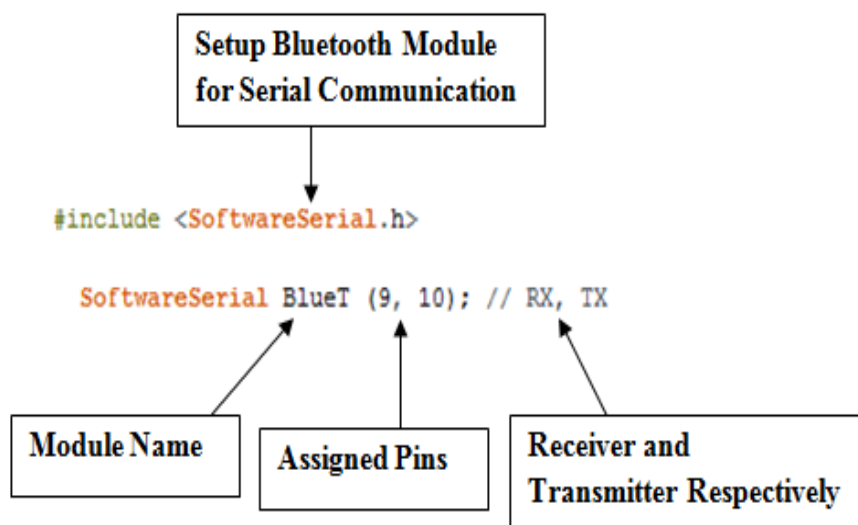 Setup Bluetooth Module
for Serial Communication
#include <SoftwareSerial.h>
SoftwareSerial BlueT (9, 10); // RX, TX
Module Name
Assigned Pins
Receiver and
Transmitter Respectively